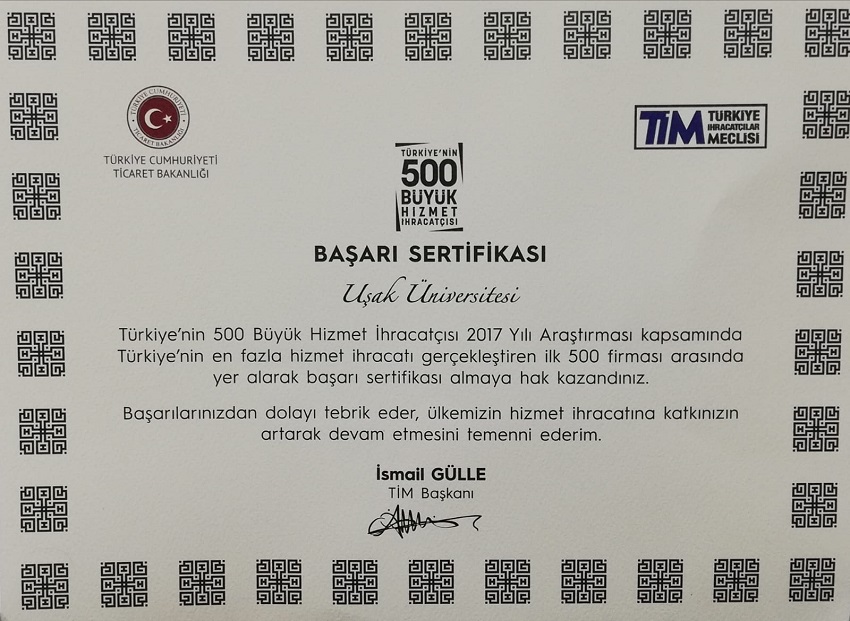 TÜRKİYE CUMHURİYETİ
TİCARET BAKANLIĞI
TÜRKİYE CUMHURİYETİ
TİCARET BAKANLIĞI
TİM TÜRKİYE
İHRACATÇILAR
MECLİSİ
TÜRKİYE'NİN
500
BÜYÜK
HİZMET
İHRACATÇISI
BAŞARI SERTİFİKASI
Uşak Üniversitesi
Türkiye'nin 500 Büyük Hizmet İhracatçısı 2017 Yılı Araştırması kapsamında
Türkiye'nin en fazla hizmet ihracatı gerçekleştiren ilk 500 firması arasında
yer alarak başarı sertifikası almaya hak kazandınız.
Başarılarınızdan dolayı tebrik eder, ülkemizin hizmet ihracatına katkınızın
artarak devam etmesini temenni ederim.
İsmail GÜLLE
TİM Başkanı